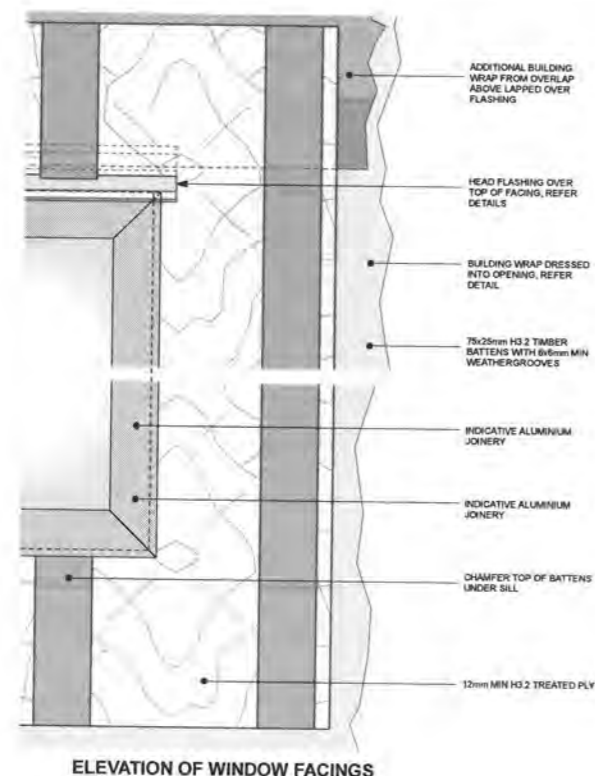 ADDITIONAL BUILDING
WRAP FROM OVERLAP
ABOVE LAPPED OVER
FLASHING
HEAD FLASHING OVER
TOP OF FACING, REFER
DETAILS
BUILDING WRAP DRESSED
INTO OPENING, REFER
DETAIL
75x25mm H3.2 TIMBER
BATTENS WITH 6x6mm MIN
WEATHERGROOVES
INDICATIVE ALUMINIUM
JOINERY
INDICATIVE ALUMINIUM
JOINERY
CHAMFER TOP OF BATTENS
UNDER SILL
12mm MIN H3.2 TREATED PLY
ELEVATION OF WINDOW FACINGS